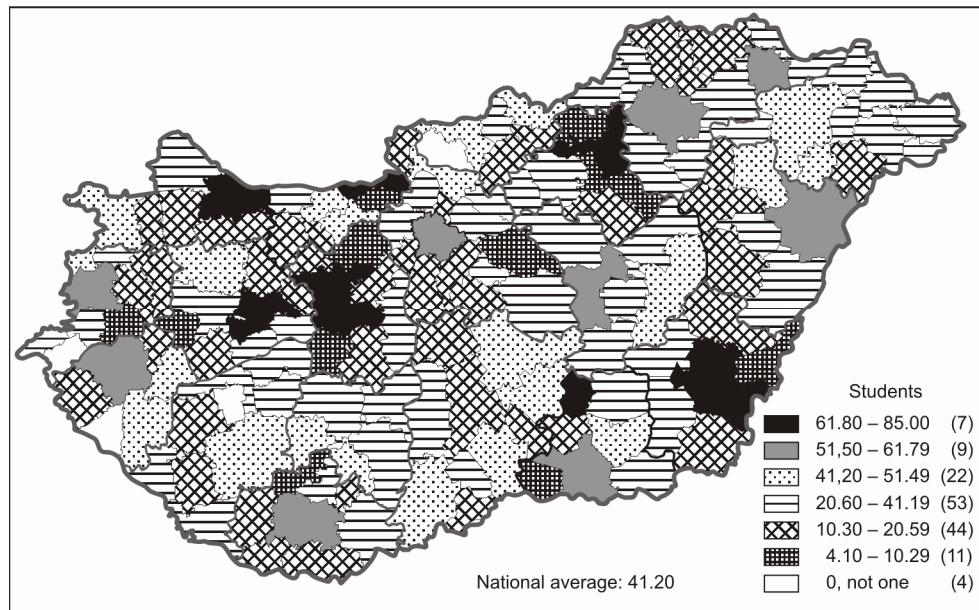 Students
61.80 – 85.00 (7)
51,50 – 61.79 (9)
41,20 – 51.49 (22)
20.60 – 41.19 (53)
10.30 – 20.59 (44)
4.10 – 10.29 (11)
0, not one (4)
National average: 41.20